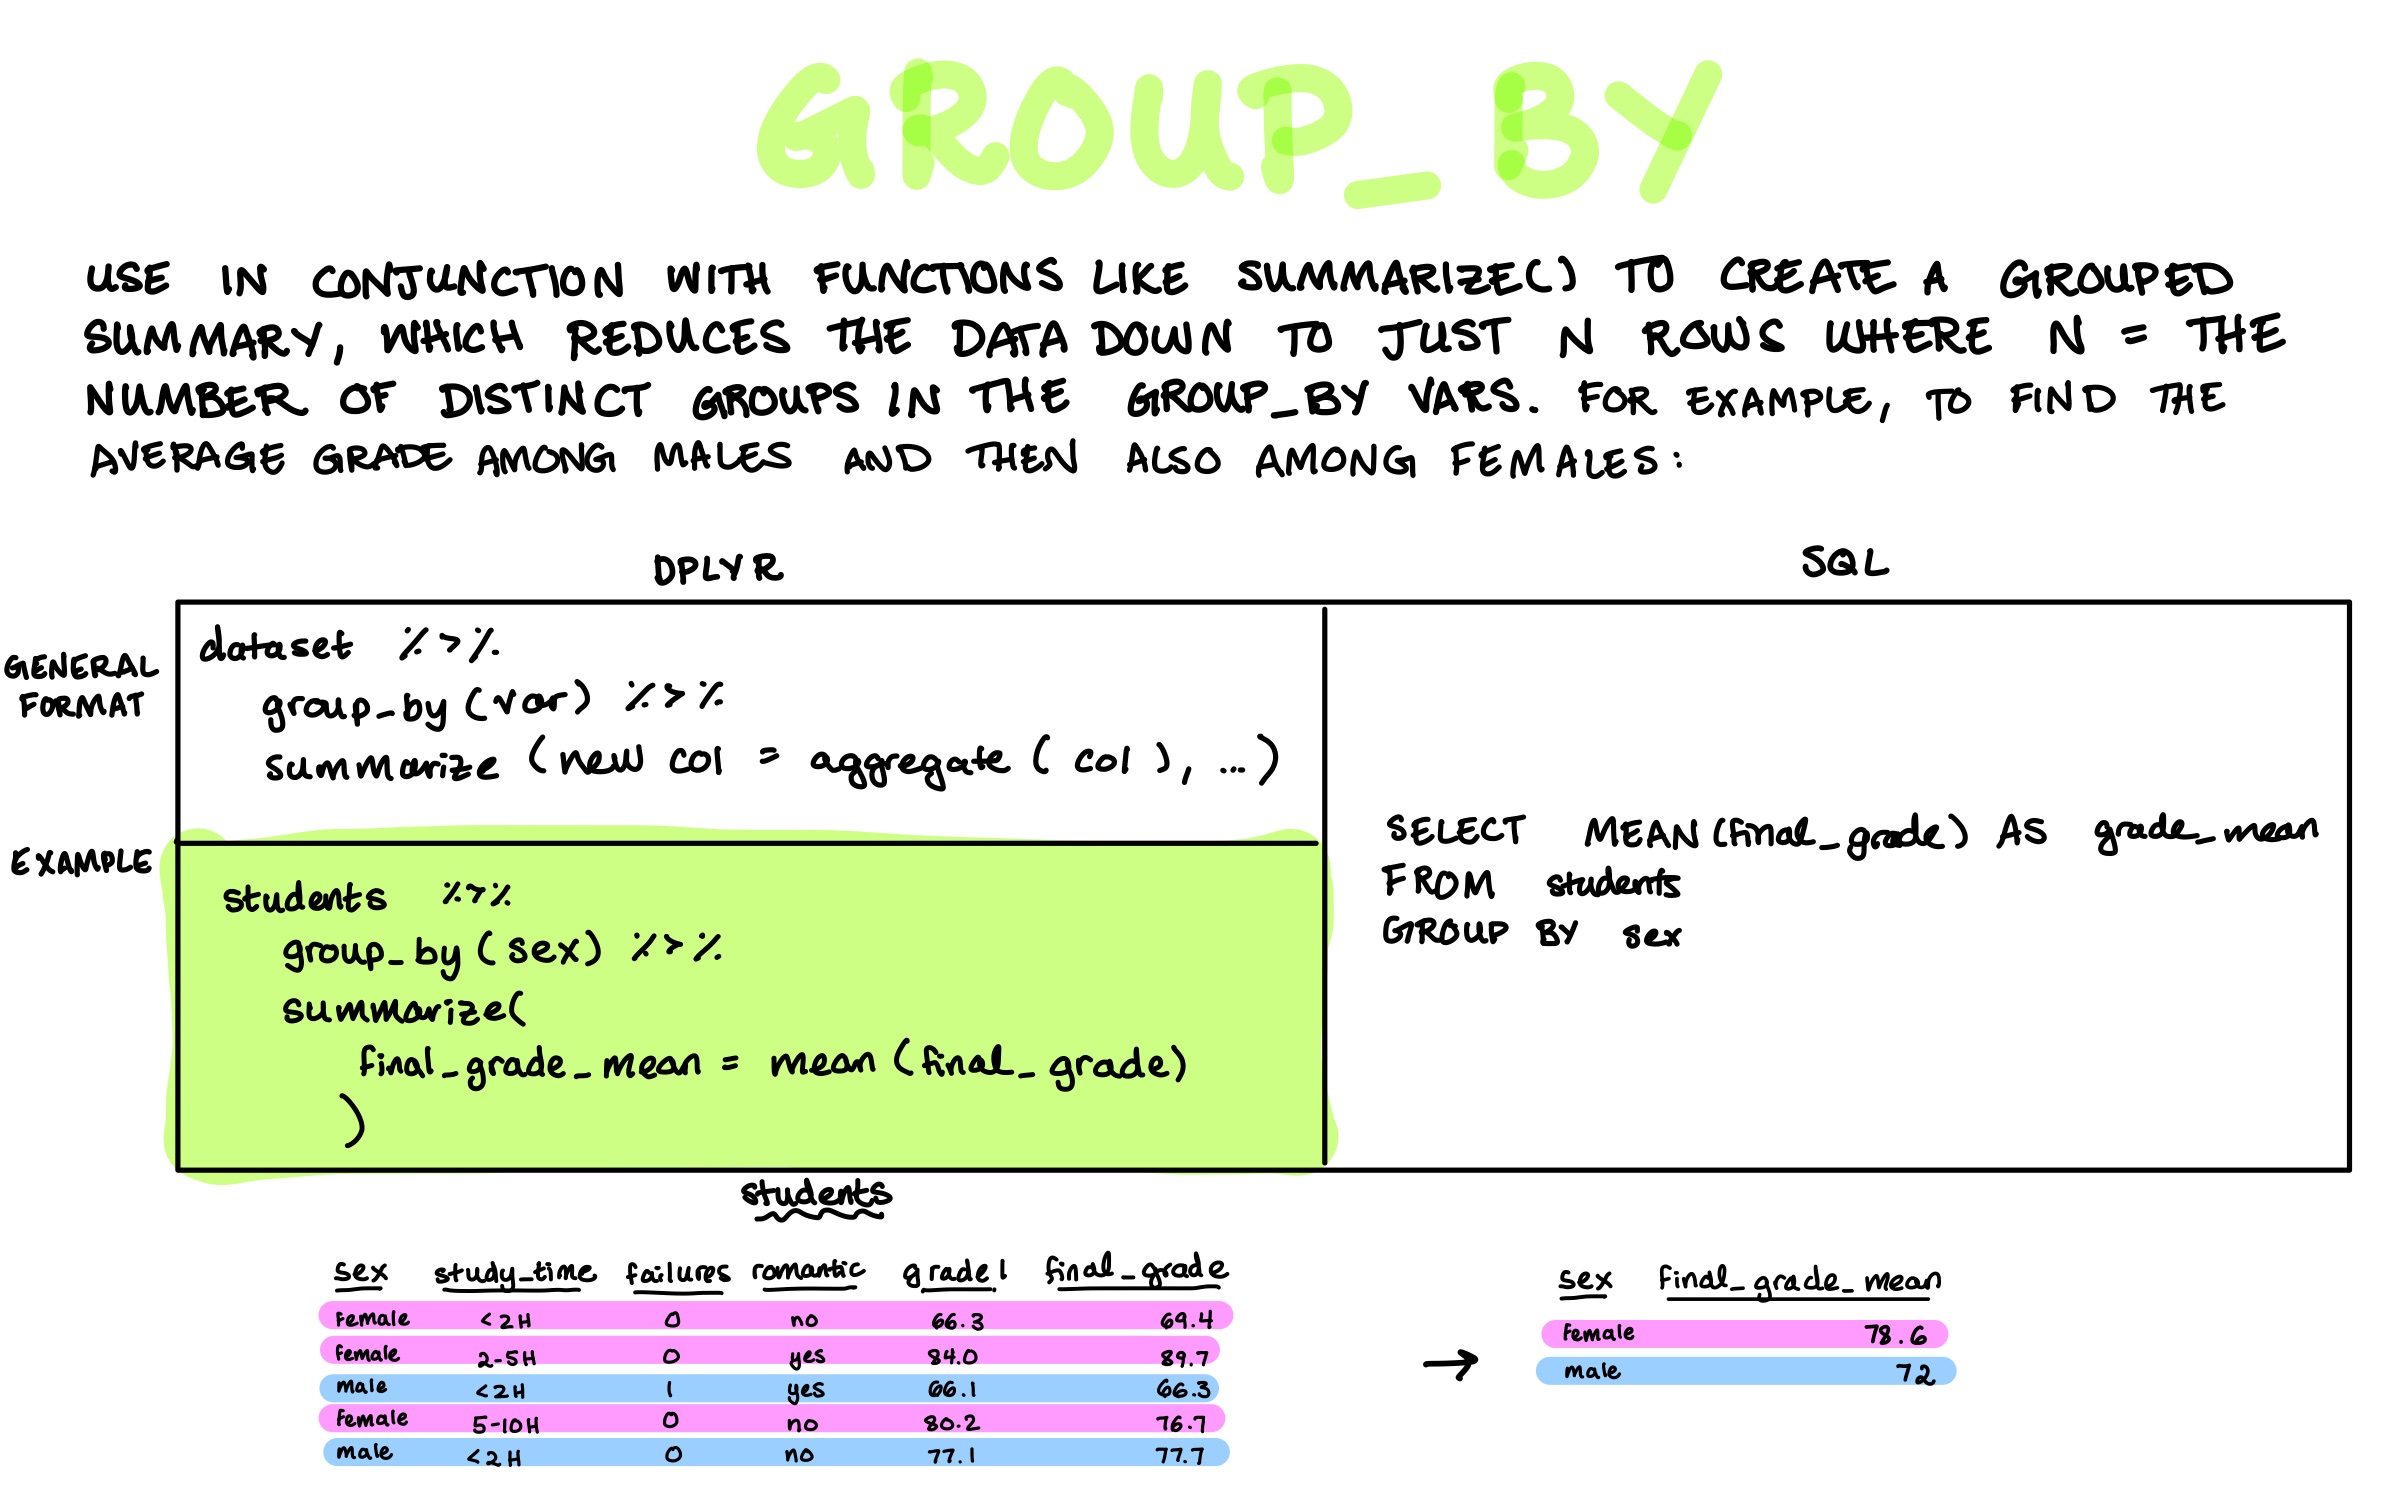 GROUP_BY
USE IN CONJUNCTION WITH FUNCTIONS LIKE SUMMARIZE() TO CREATE A GROUPED
SUMMARY, WHICH REDUCES THE DATA DOWN TO JUST N ROWS WHERE N = THE
NUMBER OF DISTINCT GROUPS IN THE GROUP_BY VARS. FOR EXAMPLE, TO FIND THE
AVERAGE GRADE AMONG MALES AND THEN ALSO AMONG FEMALES:
DPLYR
SQL
GENERAL
FORMAT
dataset %>%
group_by (var) %>%
summarize (new col = aggregate ( col ), ...)
EXAMPLE
students %>%
group_by (sex) %>%
summarize(
final_grade_mean = mean (final_grade)
)
SELECT MEAN (final_grade) AS grade_mean
FROM students
GROUP BY sex
students
sex study_time failures romantic grade1 final_grade
Female <2H 0 no 66.3 69.4
Female 2-5H 0 yes 84.0 89.7
male <2H 1 yes 66.1 66.3
Female 5-10H 0 no 80.2 76.7
male <2H 0 no 77.1 77.7
→
sex final_grade_mean
Female 78.6
male 72